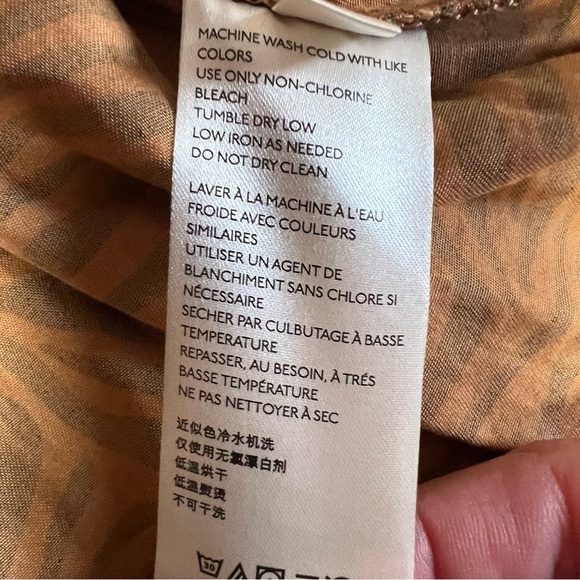 MACHINE WASH COLD WITH LIKE
COLORS
USE ONLY NON-CHLORINE
BLEACH
TUMBLE DRY LOW
LOW IRON AS NEEDED
DO NOT DRY CLEAN
LAVER À LA MACHINE À L'EAU
FROIDE AVEC COULEURS
SIMILAIRES
UTILISER UN AGENT DE
BLANCHIMENT SANS CHLORE SI
NÉCESSAIRE
SECHER PAR CULBUTAGE À BASSE
TEMPERATURE
REPASSER, AU BESOIN, À TRÉS
BASSE TEMPÉRATURE
NE PAS NETTOYER À SEC
近似色冷水机洗
仅使用无氯漂白剂
低温烘干
低温熨烫
不可干洗
30